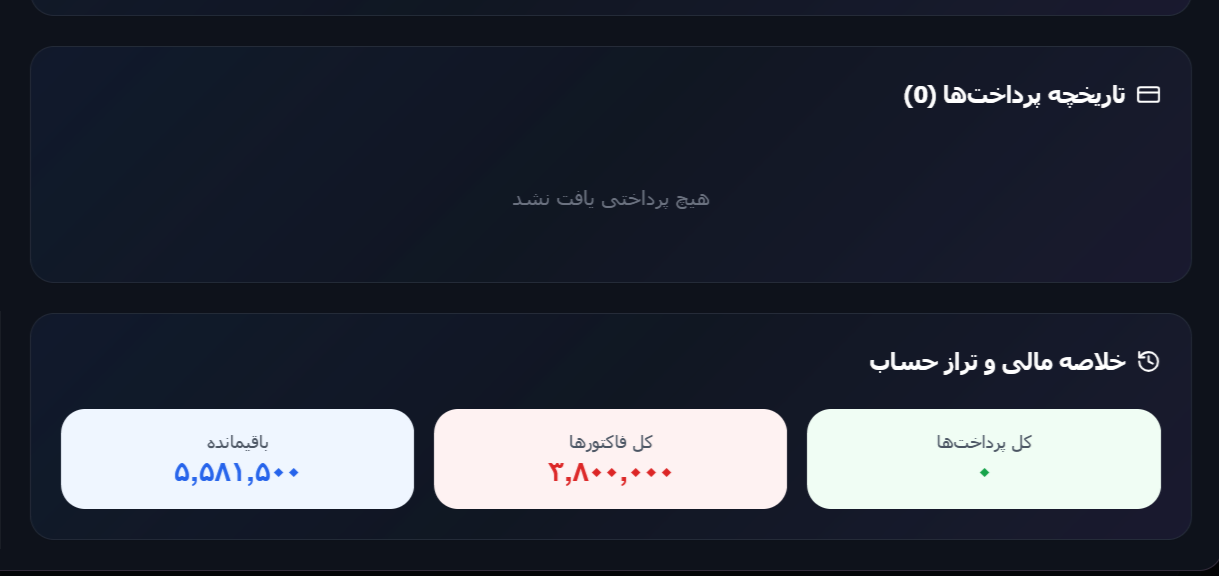 تاریخچه پرداخت‌ها (0)
هیچ پرداختی یافت نشد
خلاصه مالی و تراز حساب
کل پرداخت‌ها
۰
کل فاکتورها
۳,۸۰۰,۰۰۰
باقیمانده
۵,۵۸۱,۵۰۰